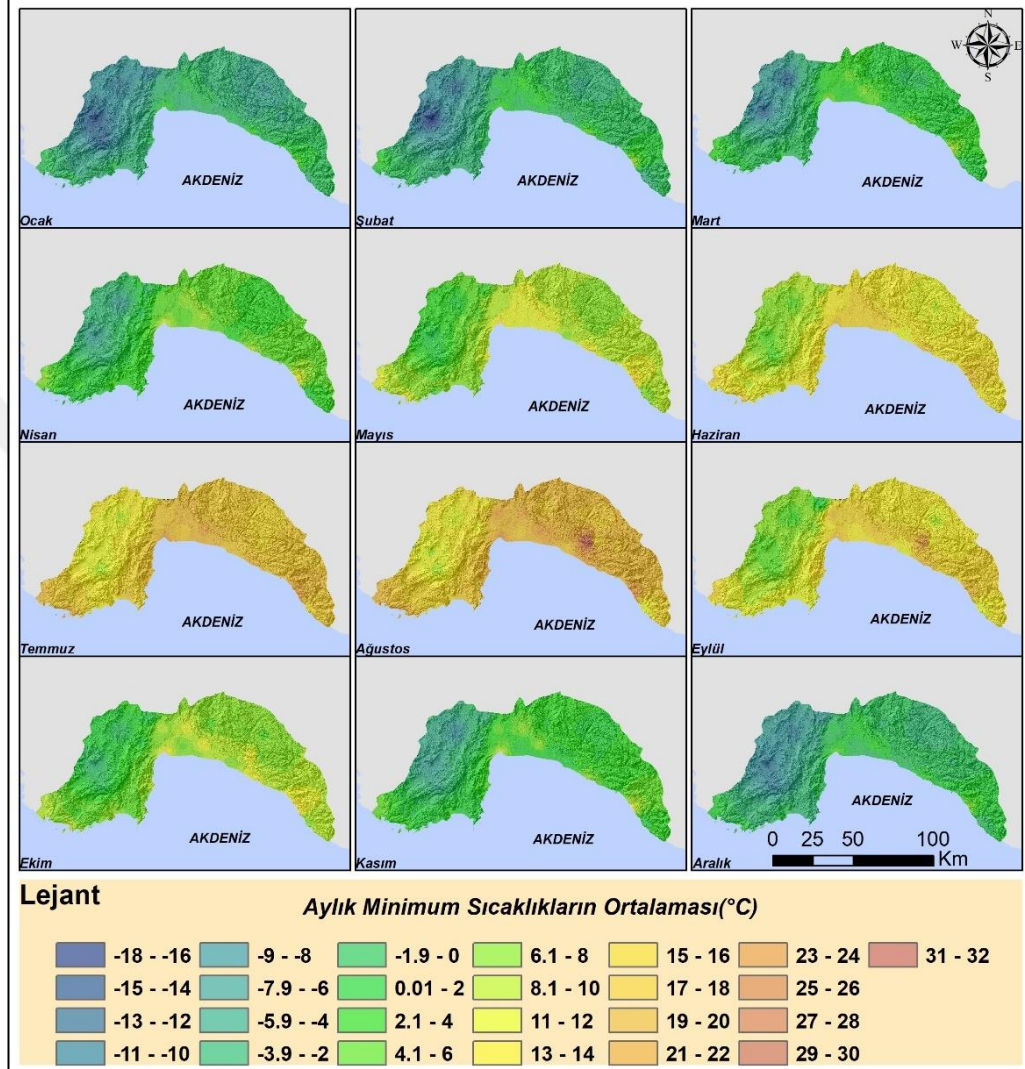 N
W E
S
AKDENİZ AKDENİZ AKDENİZ
Ocak Şubat Mart
AKDENİZ AKDENİZ AKDENİZ
Nisan Mayıs Haziran
AKDENİZ AKDENİZ AKDENİZ
Temmuz Ağustos Eylül
AKDENİZ AKDENİZ AKDENİZ
0 25 50 100
Km
Ekim Kasım Aralık
Lejant
Aylık Minimum Sıcaklıkların Ortalaması(°C)
-18 - -16 -9 - -8 -1.9 - 0 6.1 - 8 15 - 16 23 - 24 31 - 32
-15 - -14 -7.9 - -6 0.01 - 2 8.1 - 10 17 - 18 25 - 26
-13 - -12 -5.9 - -4 2.1 - 4 11 - 12 19 - 20 27 - 28
-11 - -10 -3.9 - -2 4.1 - 6 13 - 14 21 - 22 29 - 30